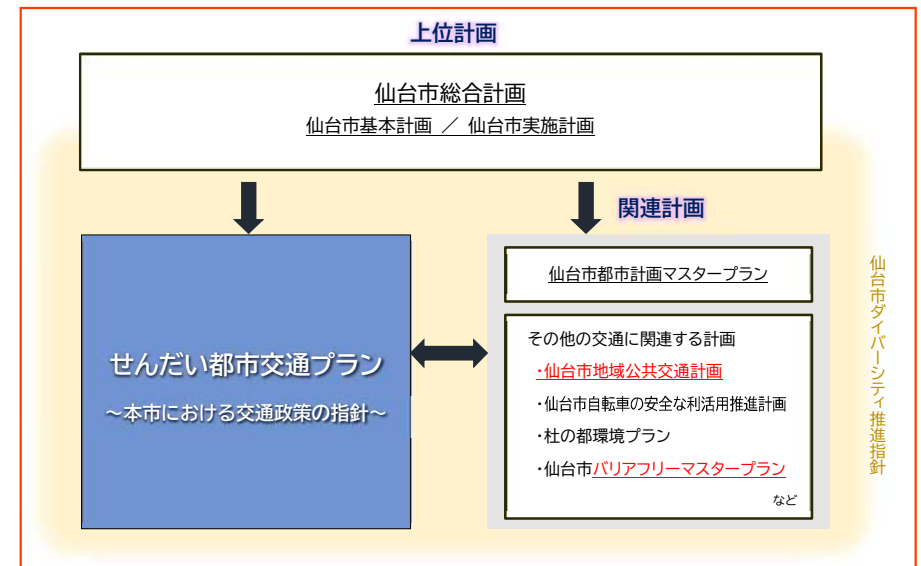 上位計画
仙台市総合計画
仙台市基本計画 ／ 仙台市実施計画
関連計画
せんだい都市交通プラン
～本市における交通政策の指針～
仙台市都市計画マスタープラン
その他の交通に関連する計画
・仙台市地域公共交通計画
・仙台市自転車の安全な利活用推進計画
・杜の都環境プラン
・仙台市バリアフリーマスタープラン
など
仙台市ダイバーシティ推進指針